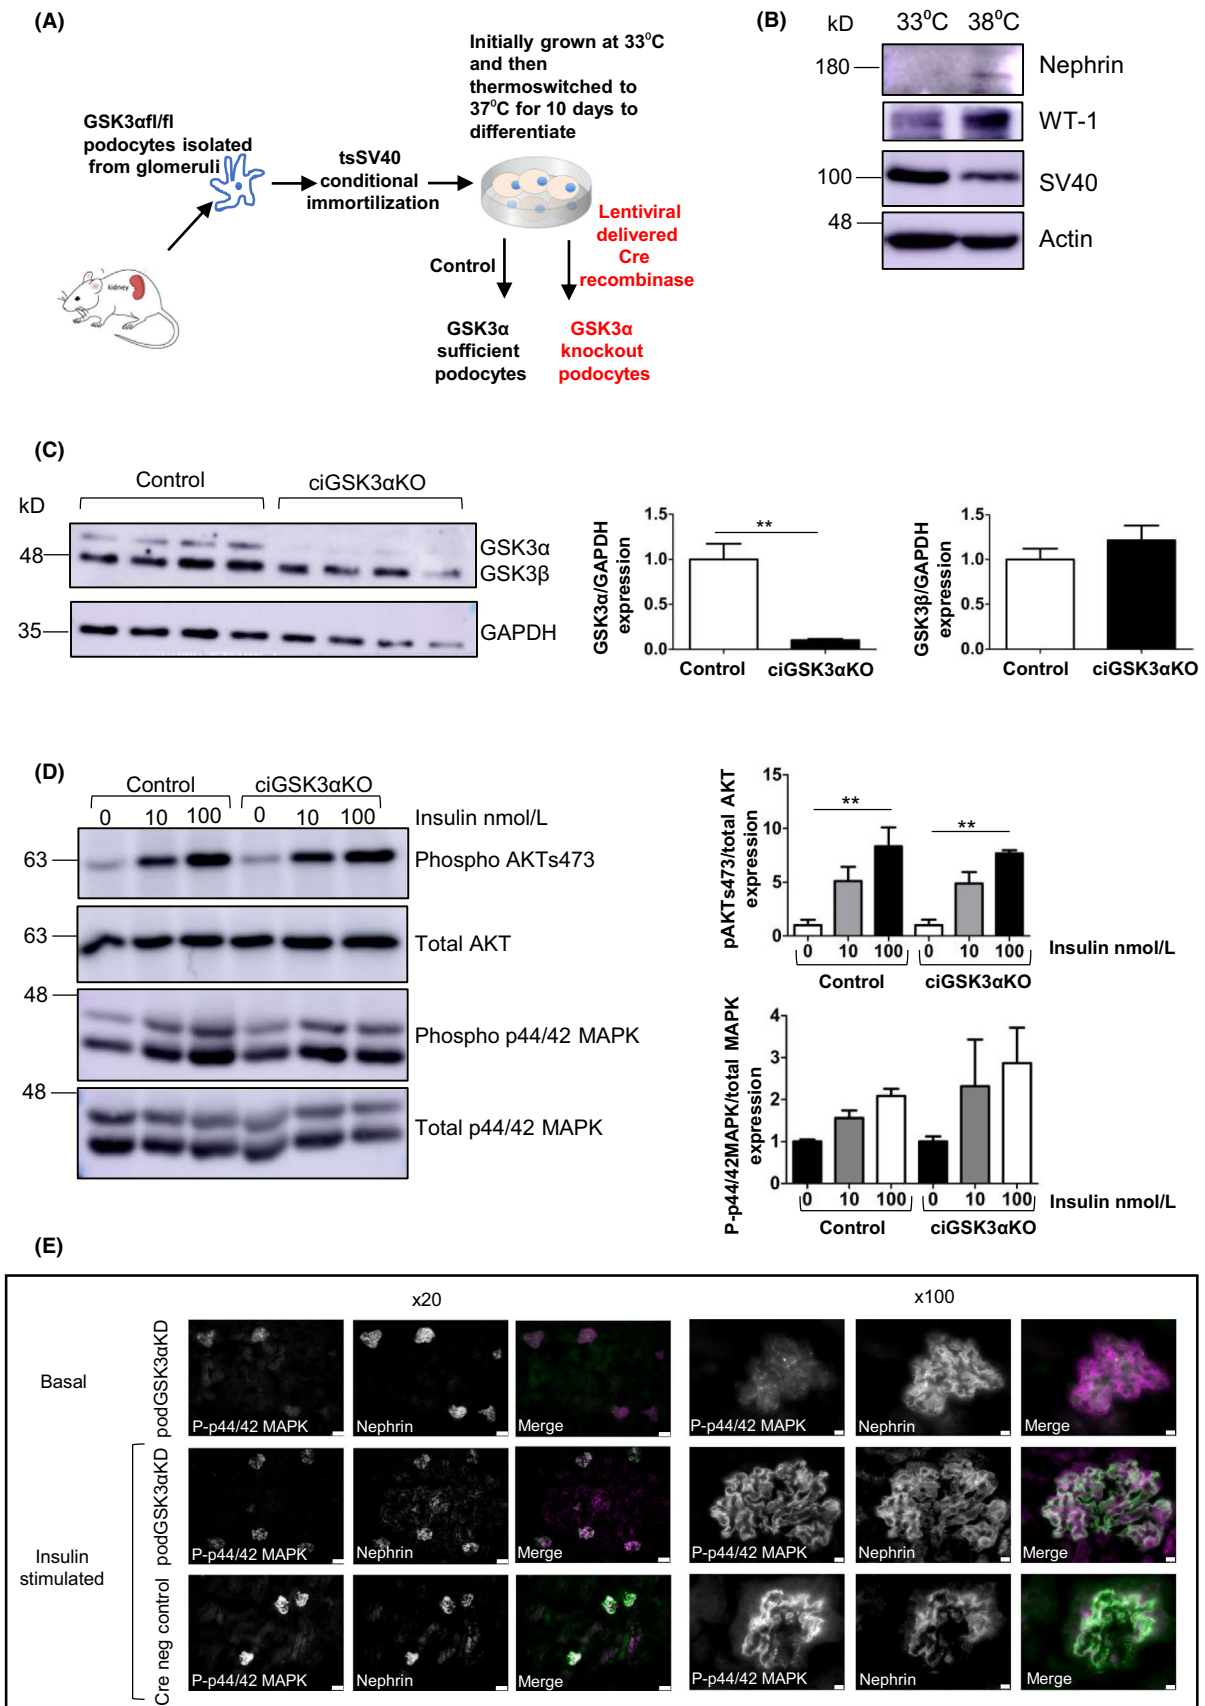 (A)
GSK3αfl/fl
podocytes isolated
from glomeruli
tsSV40
conditional
immortilization
Initially grown at 33⁰C
and then
thermoswitched to
37⁰C for 10 days to
differentiate
kidney
Control
Lentiviral
delivered
Cre
recombinase
GSK3α
sufficient
podocytes
GSK3α
knockout
podocytes
(B)
kD 33⁰C 38⁰C
180 Nephrin
WT-1
100 SV40
48
Actin
(C)
Control ciGSK3αKO
kD
48
GSK3α
GSK3β
35 GAPDH
GSK3α/GAPDH
expression
1.5
1.0
0.5
0.0
**
Control ciGSK3αKO
GSK3β/GAPDH
expression
1.5
1.0
0.5
0.0
Control ciGSK3αKO
(D)
Control ciGSK3αKO
0 10 100 0 10 100 Insulin nmol/L
63 Phospho AKTs473
63 Total AKT
48
Phospho p44/42 MAPK
48
Total p44/42 MAPK
pAKTs473/total AKT
expression
15
10
5
0
** **
0 10 100 0 10 100 Insulin nmol/L
Control ciGSK3αKO
P-p44/42MAPK/total MAPK
expression
4
3
2
1
0
0 10 100 0 10 100 Insulin nmol/L
Control ciGSK3αKO
(E)
x20 x100
Basal
podGSK3αKD
P-p44/42 MAPK Nephrin Merge P-p44/42 MAPK Nephrin Merge
Insulin
stimulated
podGSK3αKD
P-p44/42 MAPK Nephrin Merge P-p44/42 MAPK Nephrin Merge
Cre neg control
P-p44/42 MAPK Nephrin Merge P-p44/42 MAPK Nephrin Merge